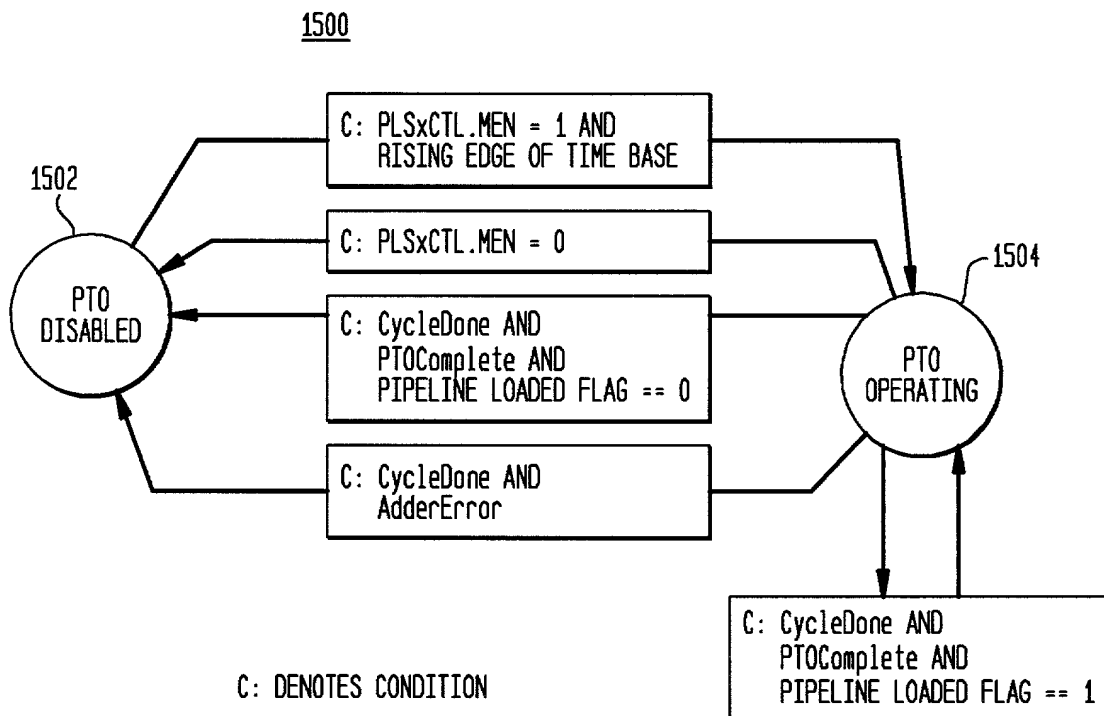 1500
C: PLSxCTL.MEN = 1 AND
RISING EDGE OF TIME BASE
1502
C: PLSxCTL.MEN = 0
1504
PTO
DISABLED
C: CycleDone AND
PTOComplete AND
PIPELINE LOADED FLAG == 0
PTO
OPERATING
C: CycleDone AND
AdderError
C: CycleDone AND
PTOComplete AND
PIPELINE LOADED FLAG == 1
C: DENOTES CONDITION